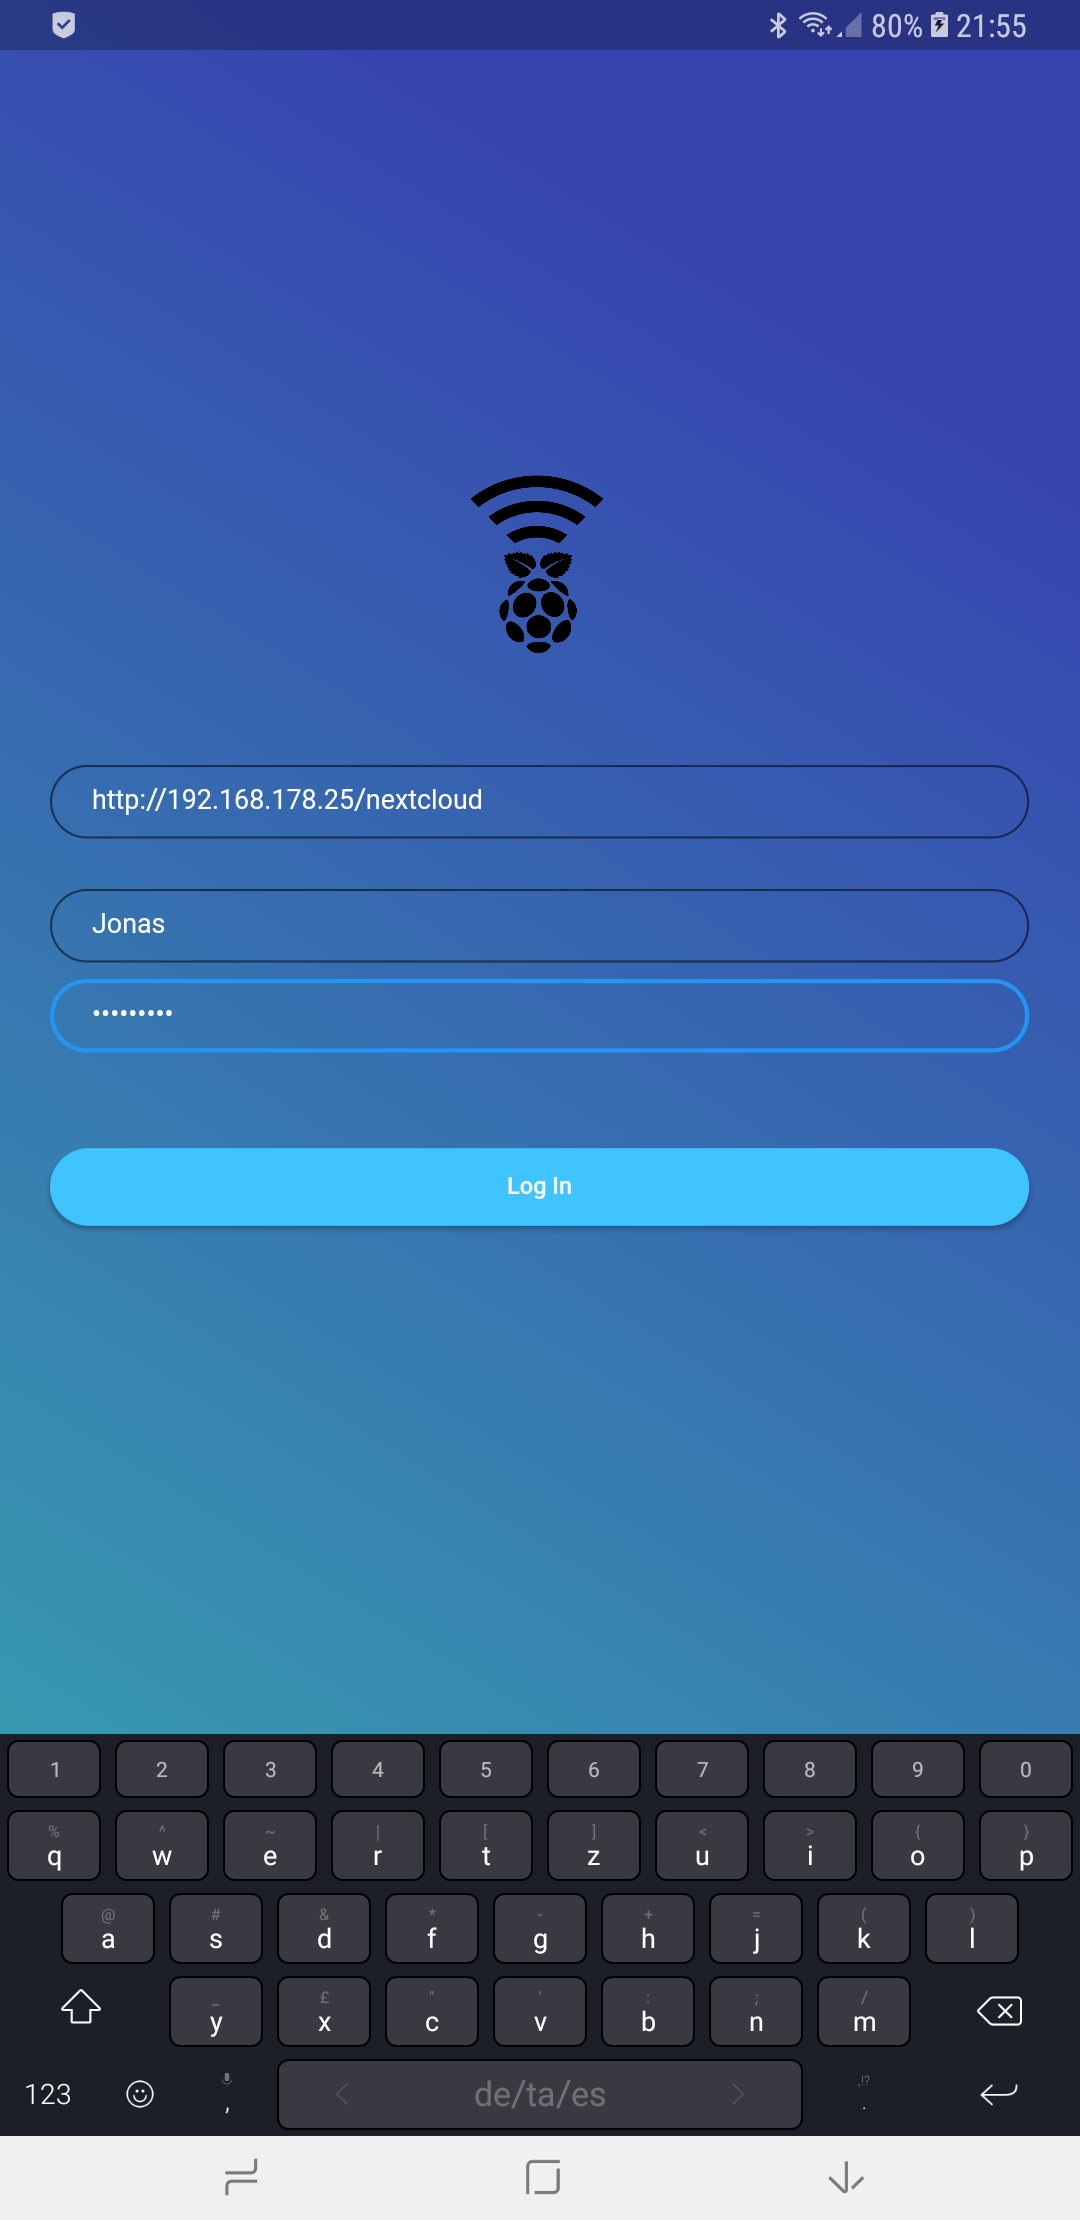 80% 21:55
http://192.168.178.25/nextcloud
Jonas
•••••••••
Log In
1 2 3 4 5 6 7 8 9 0
% ^ ~ | [ ] < > { }
q w e r t z u i o p
@ # & * - + = ( )
a s d f g h j k l
_ £ " ' : ; /
y x c v b n m
,!?
123 , < de/ta/es > .